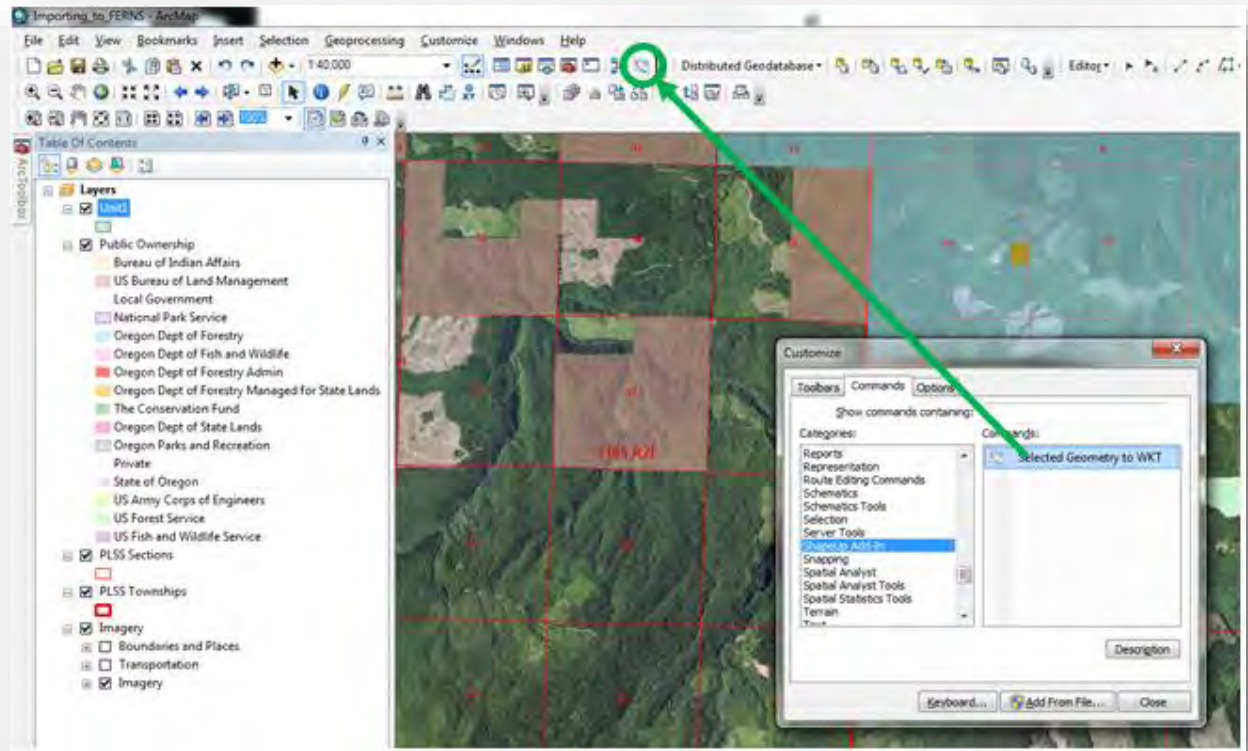 Importing_to_FERNS - ArcMap
File Edit View Bookmarks Insert Selection Geoprocessing Customize Windows Help
1:40,000 Distributed Geodatabase Editor
100%
Table Of Contents
ArcToolbox
Layers
Unit1
Public Ownership
Bureau of Indian Affairs
US Bureau of Land Management
Local Government
National Park Service
Oregon Dept of Forestry
Oregon Dept of Fish and Wildlife
Oregon Dept of Forestry Admin
Oregon Dept of Forestry Managed for State Lands
The Conservation Fund
Oregon Dept of State Lands
Oregon Parks and Recreation
Private
State of Oregon
US Army Corps of Engineers
US Forest Service
US Fish and Wildlife Service
PLSS Sections
PLSS Townships
Imagery
Boundaries and Places
Transportation
Imagery
Customize
Toolbars Commands Options
Show commands containing:
Categories: Commands:
Reports
Representation
Route Editing Commands
Schematics
Schematics Tools
Selection
Server Tools
ShapeUp Add-In
Snapping
Spatial Analyst
Spatial Analyst Tools
Spatial Statistics Tools
Terrain
Selected Geometry to WKT
Description
Keyboard... Add From File... Close